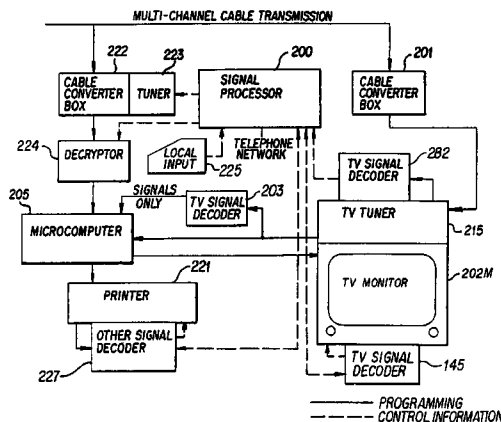 MULTI-CHANNEL CABLE TRANSMISSION
222
223
200
201
CABLE
CONVERTER
BOX
TUNER
SIGNAL
PROCESSOR
CABLE
CONVERTER
BOX
224
DECRYPTOR
LOCAL
INPUT
225
TELEPHONE
NETWORK
282
TV SIGNAL
DECODER
205
SIGNALS
ONLY
203
TV SIGNAL
DECODER
TV TUNER
215
MICROCOMPUTER
221
202M
PRINTER
TV MONITOR
OTHER SIGNAL
DECODER
227
TV SIGNAL
DECODER
145
PROGRAMMING
CONTROL INFORMATION